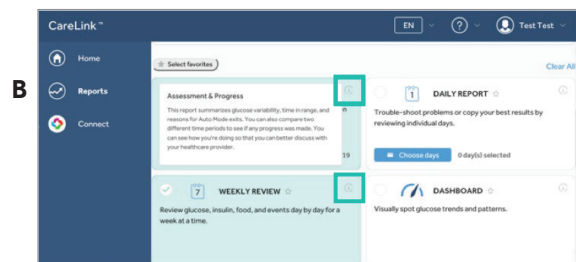 CareLink™
EN
?
Test Test
Home
Select favorites
Clear All
B
Reports
Assessment & Progress
1
DAILY REPORT
This report summarizes glucose variability, time in range, and
reasons for Auto Mode exits. You can also compare two
different time periods to see if any progress was made. You
can see how you're doing so that you can better discuss with
your healthcare provider.
Trouble-shoot problems or copy your best results by
reviewing individual days.
Connect
19
Choose days
0 day(s) selected
7
WEEKLY REVIEW
DASHBOARD
Review glucose, insulin, food, and events day by day for a
week at a time.
Visually spot glucose trends and patterns.